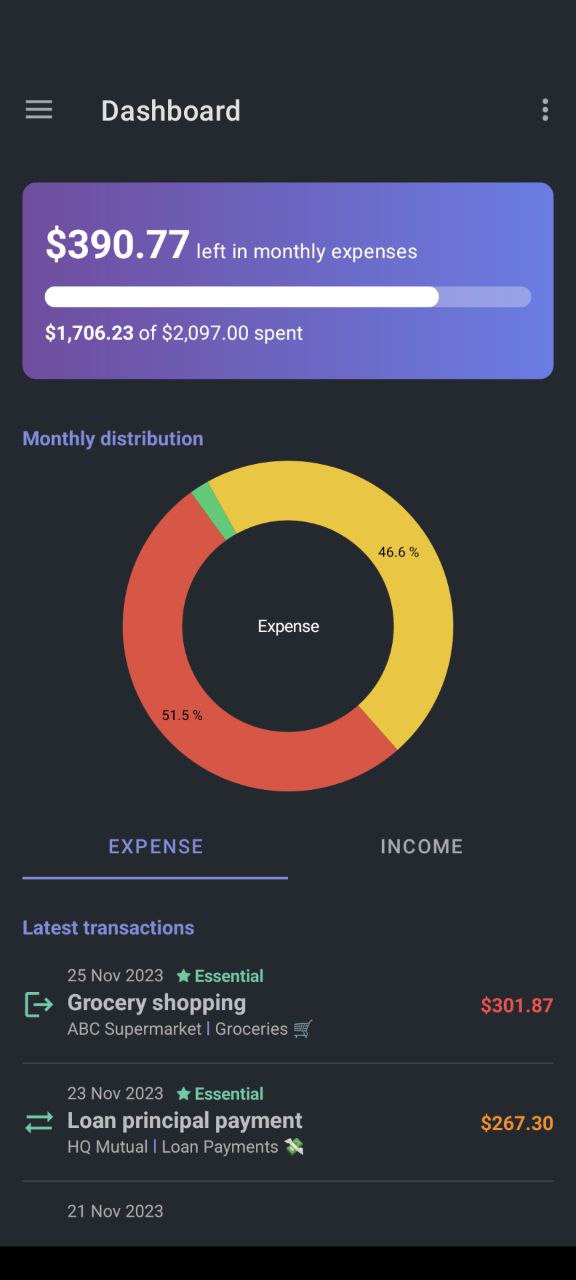 Dashboard
$390.77 left in monthly expenses
$1,706.23 of $2,097.00 spent
Monthly distribution
46.6 %
Expense
51.5 %
EXPENSE
INCOME
Latest transactions
25 Nov 2023 ★ Essential
Grocery shopping
$301.87
ABC Supermarket | Groceries 🛒
23 Nov 2023 ★ Essential
Loan principal payment
$267.30
HQ Mutual | Loan Payments 💸
21 Nov 2023